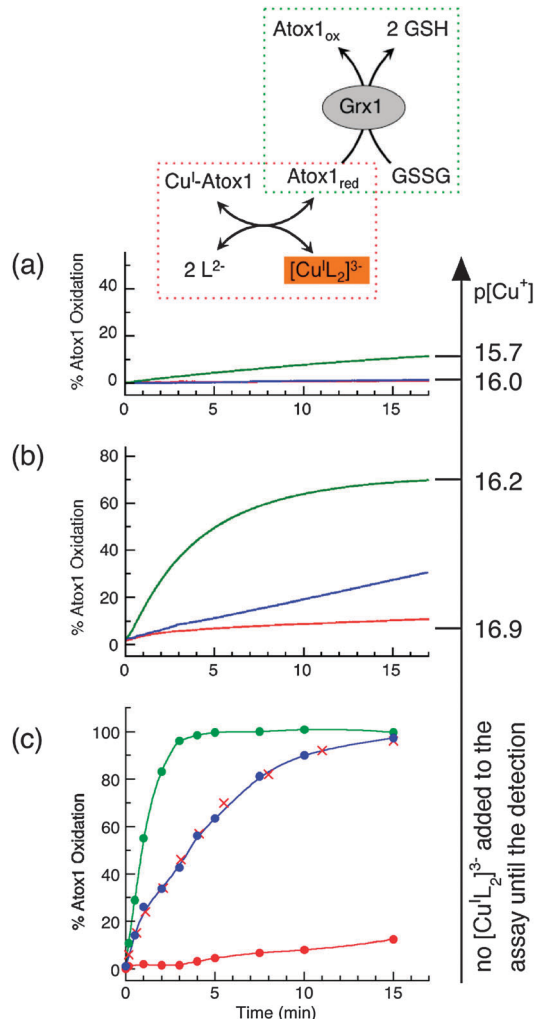 Atox1ox 2 GSH
Grx1
Cuᴵ-Atox1 Atox1red GSSG
2 L²⁻ [CuᴵL₂]³⁻
(a)
% Atox1 Oxidation
40
20
0
0 5 10 15
p[Cu⁺]
15.7
16.0
(b)
% Atox1 Oxidation
80
60
40
20
0
0 5 10 15
16.2
16.9
(c)
% Atox1 Oxidation
100
80
60
40
20
0
0 5 10 15
Time (min)
no [CuᴵL₂]³⁻ added to the
assay until the detection